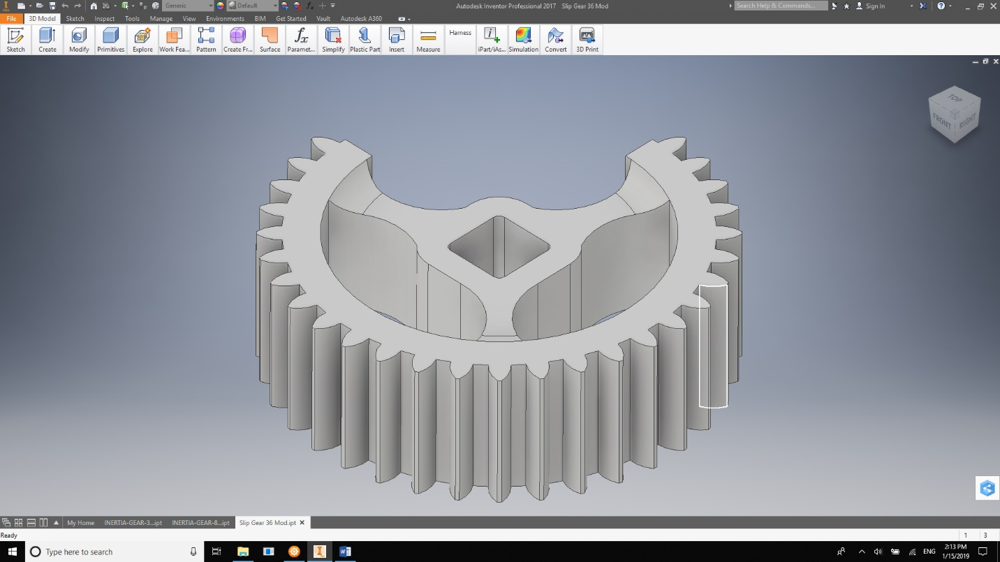 Generic Default Autodesk Inventor Professional 2017 Slip Gear 36 Mod Search Help & Commands... Sign In
File 3D Model Sketch Inspect Tools Manage View Environments BIM Get Started Vault Autodesk A360
Sketch Create Modify Primitives Explore Work Fea... Pattern Create Fr... Surface Paramet... Simplify Plastic Part Insert Measure Harness iPart/iAs... Simulation Convert 3D Print
TOP
FRONT RIGHT
My Home INERTIA-GEAR-3...ipt INERTIA-GEAR-8...ipt Slip Gear 36 Mod.ipt
Ready 1 3
Type here to search ENG 2:13 PM
1/15/2019